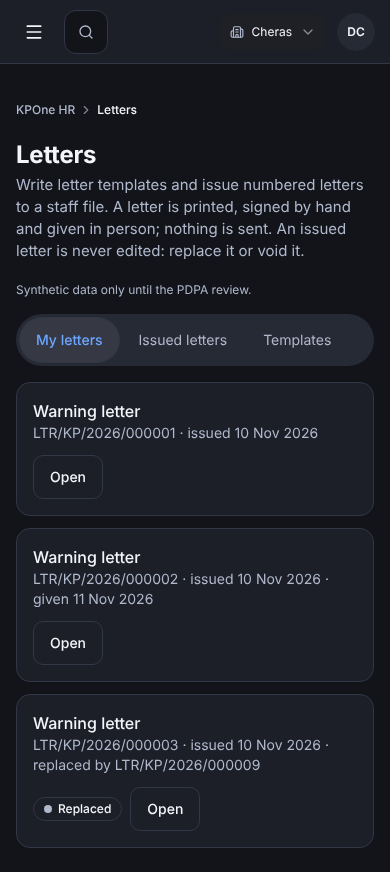 Cheras
DC
KPOne HR > Letters
Letters
Write letter templates and issue numbered letters
to a staff file. A letter is printed, signed by hand
and given in person; nothing is sent. An issued
letter is never edited: replace it or void it.
Synthetic data only until the PDPA review.
My letters
Issued letters
Templates
Warning letter
LTR/KP/2026/000001 · issued 10 Nov 2026
Open
Warning letter
LTR/KP/2026/000002 · issued 10 Nov 2026 ·
given 11 Nov 2026
Open
Warning letter
LTR/KP/2026/000003 · issued 10 Nov 2026 ·
replaced by LTR/KP/2026/000009
Replaced
Open